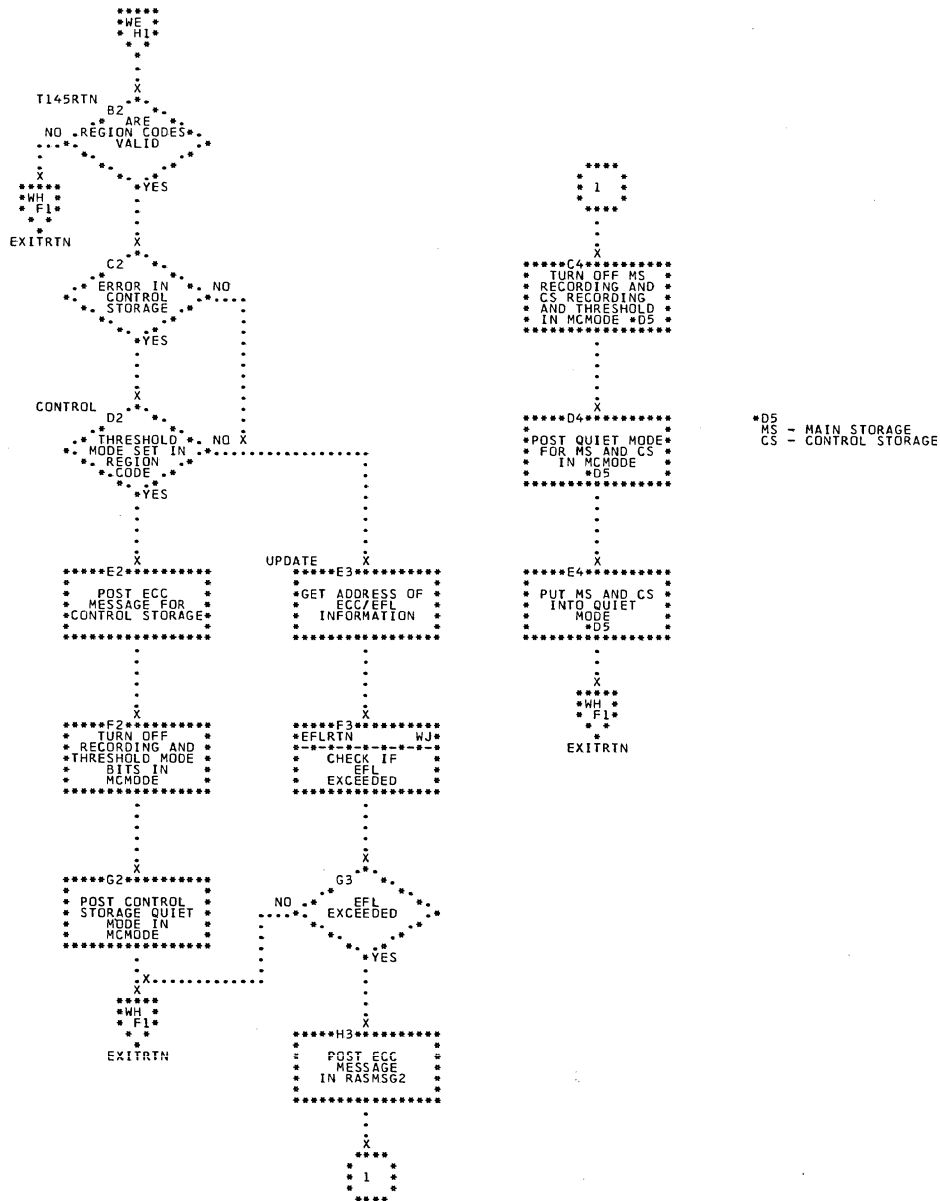 WE
H1
T145RTN
B2
ARE
REGION CODES
VALID
NO
YES
WH
F1
EXITRTN
C2
ERROR IN
CONTROL
STORAGE
NO
YES
CONTROL
D2
THRESHOLD
MODE SET IN
REGION
CODE
NO
YES
E2
POST ECC
MESSAGE FOR
CONTROL STORAGE
F2
TURN OFF
RECORDING AND
THRESHOLD MODE
BITS IN
MCMODE
G2
POST CONTROL
STORAGE QUIET
MODE IN
MCMODE
WH
F1
EXITRTN
UPDATE
E3
GET ADDRESS OF
ECC/EFL
INFORMATION
F3
EFLRTN WJ
CHECK IF
EFL
EXCEEDED
G3
EFL
EXCEEDED
NO
YES
H3
POST ECC
MESSAGE
IN RASMSG2
1
1
C4
TURN OFF MS
RECORDING AND
CS RECORDING
AND THRESHOLD
IN MCMODE *D5
D4
POST QUIET MODE
FOR MS AND CS
IN MCMODE
*D5
E4
PUT MS AND CS
INTO QUIET
MODE
*D5
WH
F1
EXITRTN
*D5
MS - MAIN STORAGE
CS - CONTROL STORAGE